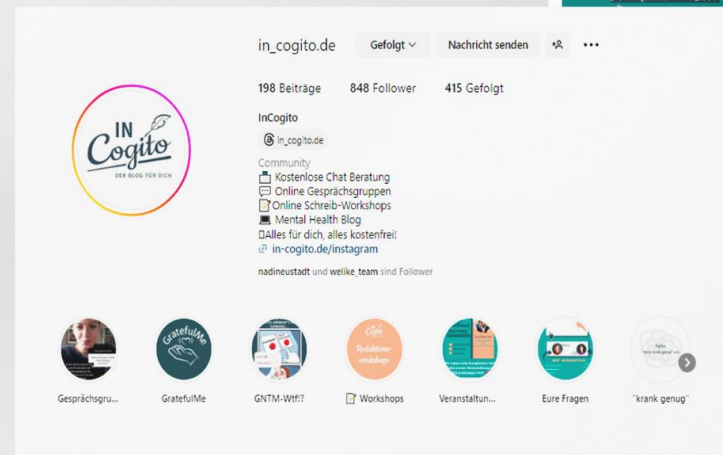 in_cogito.de Gefolgt Nachricht senden
198 Beiträge 848 Follower 415 Gefolgt
IN
Cogito
DER BLOG FÜR DICH
InCogito
in_cogito.de
Community
Kostenlose Chat Beratung
Online Gesprächsgruppen
Online Schreib-Workshops
Mental Health Blog
Alles für dich, alles kostenfrei!
in-cogito.de/instagram
nadineustadt und welike_team sind Follower
GratefulMe
Cogito
Redaktions-
workshops
Gesprächsgru... GratefulMe GNTM-Wtf!? Workshops Veranstaltun... Eure Fragen "krank genug"